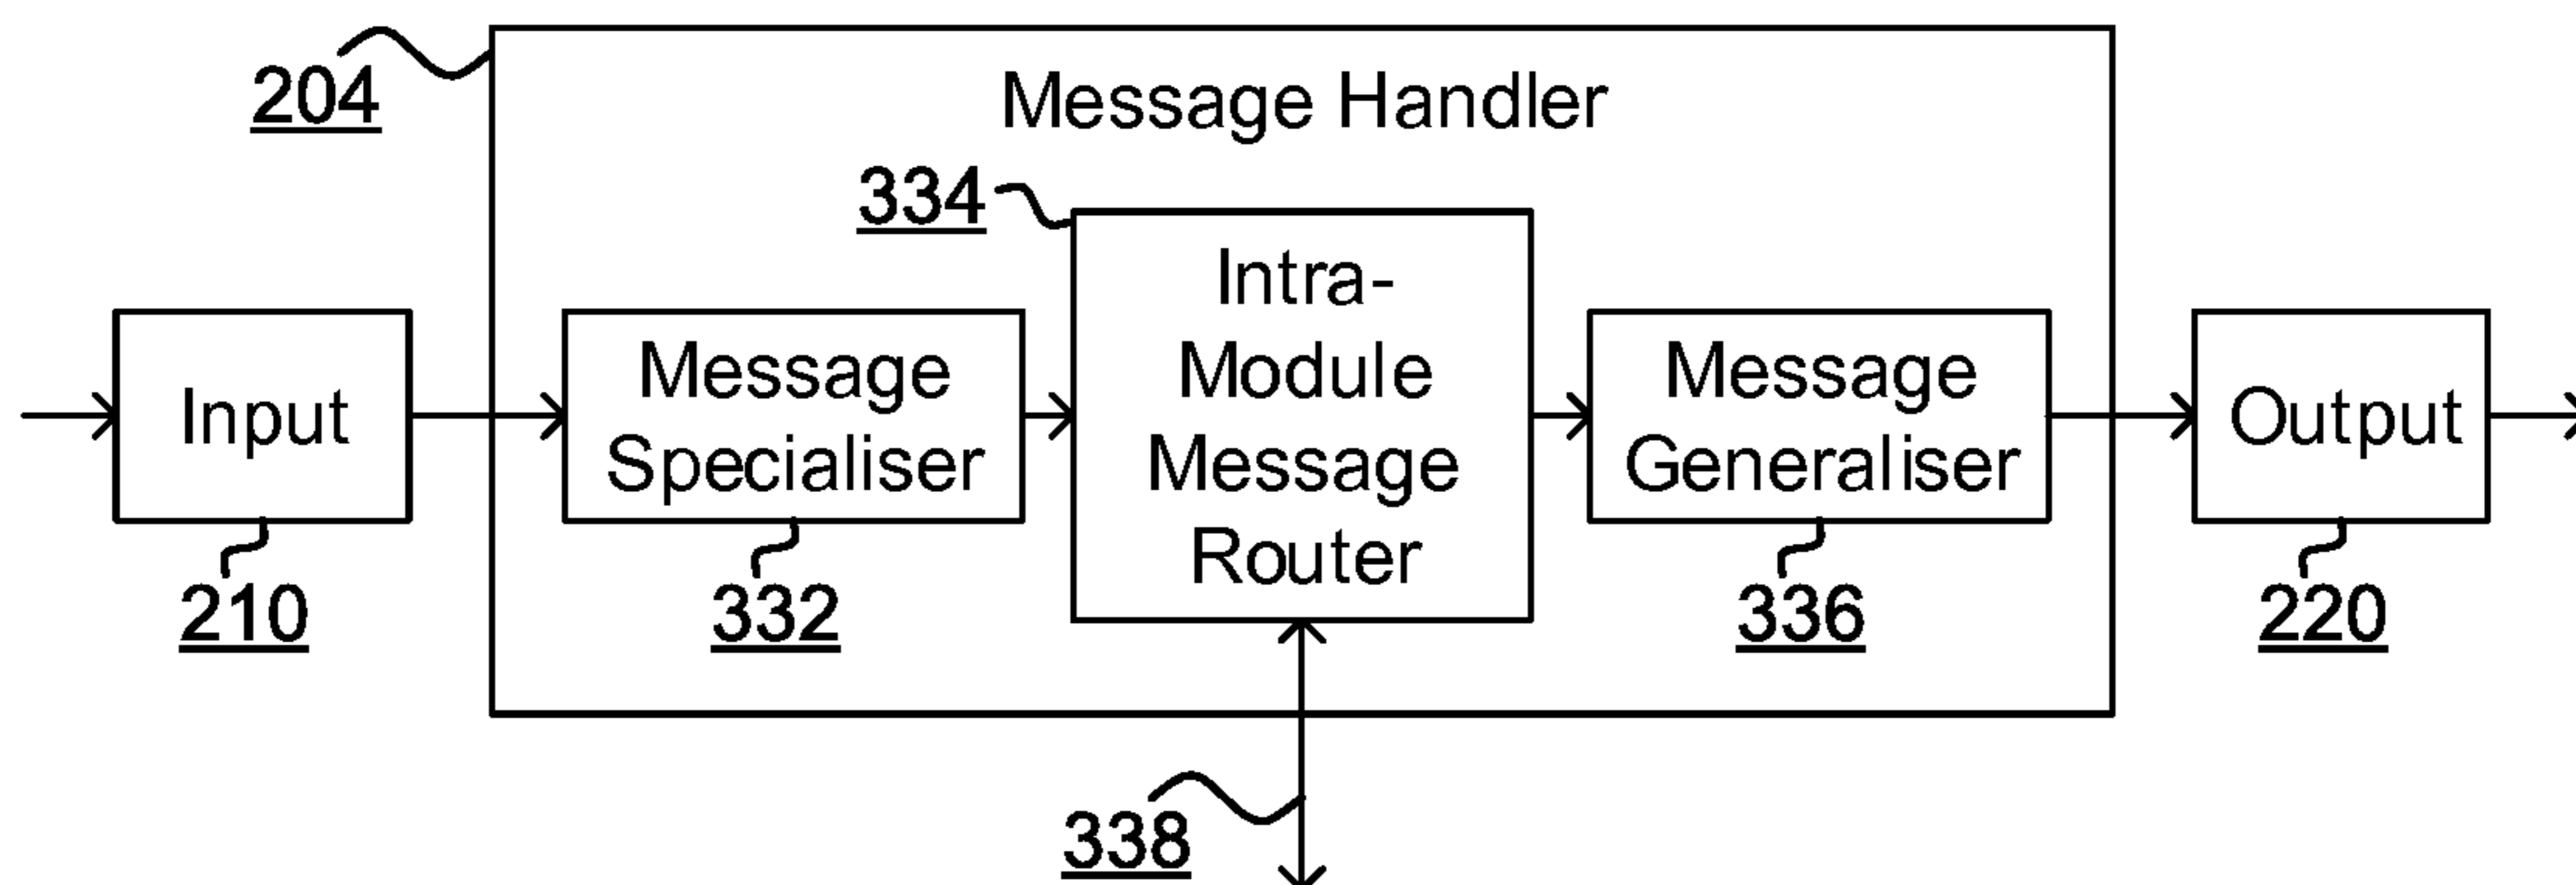 204
Message Handler
334
Input
210
Message
Specialiser
332
Intra-
Module
Message
Router
Message
Generaliser
336
Output
220
338